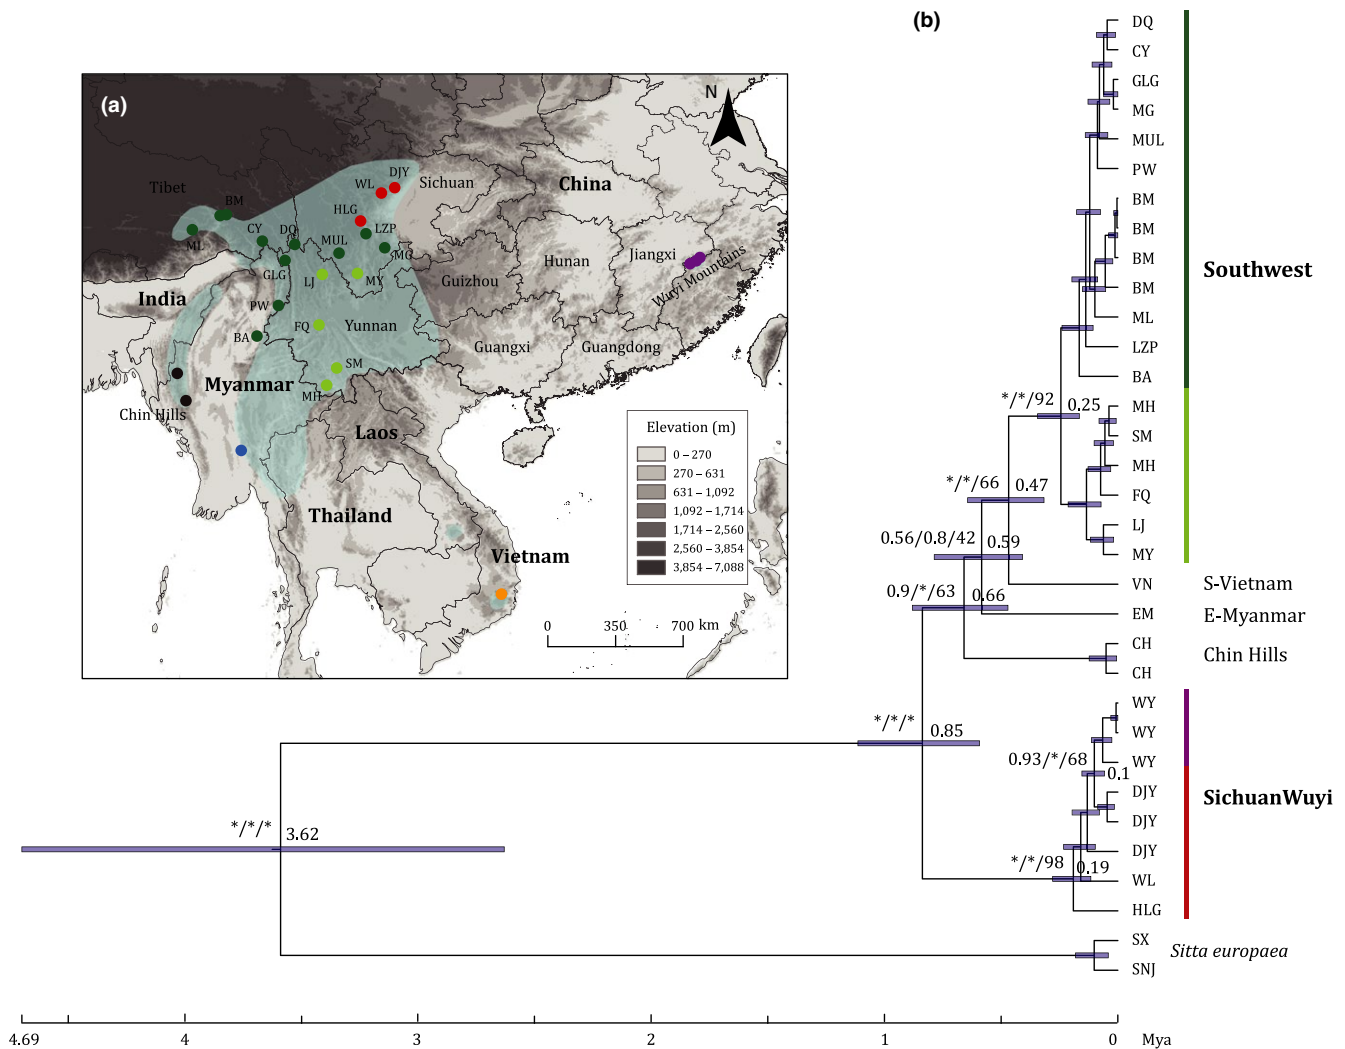 (a)
N
Tibet
BM
ML
CY
DQ
GLG
WL
DJY
Sichuan
HLG
LZP
MUL
MG
LJ
MY
PW
BA
FQ
Yunnan
SM
MH
China
Hunan
Jiangxi
Wuyi Mountains
Guizhou
Guangxi
Guangdong
India
Myanmar
Chin Hills
Laos
Thailand
Vietnam
Elevation (m)
0 – 270
270 – 631
631 – 1,092
1,092 – 1,714
1,714 – 2,560
2,560 – 3,854
3,854 – 7,088
0 350 700 km
(b)
DQ
CY
GLG
MG
MUL
PW
BM
BM
BM
BM
ML
LZP
BA
MH
SM
MH
FQ
LJ
MY
VN
EM
CH
CH
WY
WY
WY
DJY
DJY
DJY
WL
HLG
SX
SNJ
Southwest
S-Vietnam
E-Myanmar
Chin Hills
SichuanWuyi
Sitta europaea
*/*/92 0.25
*/*/66 0.47
0.56/0.8/42 0.59
0.9/*/63 0.66
*/*/* 0.85
0.93/*/68 0.1
*/*/98 0.19
*/*/* 3.62
4.69 4 3 2 1 0 Mya